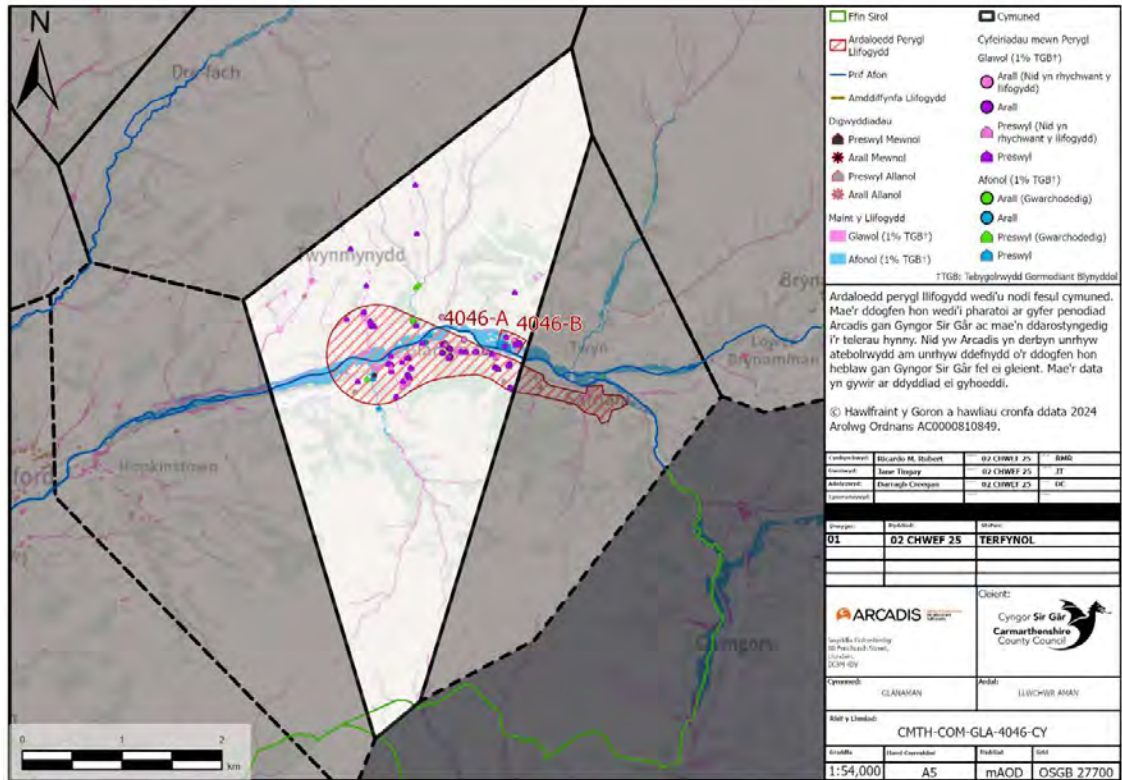 N
Dre-fach
Twynmynydd
4046-A
4046-B
Twyn
Lower
Brynamman
Hopkinstown
0 1 2
km
Ffin Sirol
Ardaloedd Perygl
Llifogydd
Prif Afon
Amddiffynfa Llifogydd
Digwyddiadau
Preswyl Mewnol
Arall Mewnol
Preswyl Allanol
Arall Allanol
Maint y Llifogydd
Glawol (1% TGB†)
Afonol (1% TGB†)
Cymuned
Cyfeiriadau mewn Perygl
Glawol (1% TGB†)
Arall (Nid yn rhychwant y
llifogydd)
Arall
Preswyl (Nid yn
rhychwant y llifogydd)
Preswyl
Afonol (1% TGB†)
Arall (Gwarchodedig)
Arall
Preswyl (Gwarchodedig)
Preswyl
†TGB: Tebygolrwydd Gormodiant Blynyddol
Ardaloedd perygl llifogydd wedi'u nodi fesul cymuned.
Mae'r ddogfen hon wedi'i pharatoi ar gyfer penodiad
Arcadis gan Gyngor Sir Gâr ac mae'n ddarostyngedig
i'r telerau hynny. Nid yw Arcadis yn derbyn unrhyw
atebolrwydd am unrhyw ddefnydd o'r ddogfen hon
heblaw gan Gyngor Sir Gâr fel ei gleient. Mae'r data
yn gywir ar ddyddiad ei gyhoeddi.
© Hawlfraint y Goron a hawliau cronfa ddata 2024
Arolwg Ordnans AC0000810849.
Ricardo M. Robert 02 CHWEF 25 RMR
Jane Tingay 02 CHWEF 25 JT
Darragh Creegan 02 CHWEF 25 DC
01 02 CHWEF 25 TERFYNOL
ARCADIS
Cleient:
Cyngor Sir Gâr
Carmarthenshire
County Council
Cymuned:
GLANAMAN
Ardal:
LLWCHWR AMAN
CMTH-COM-GLA-4046-CY
1:54,000 A5 mAOD OSGB 27700